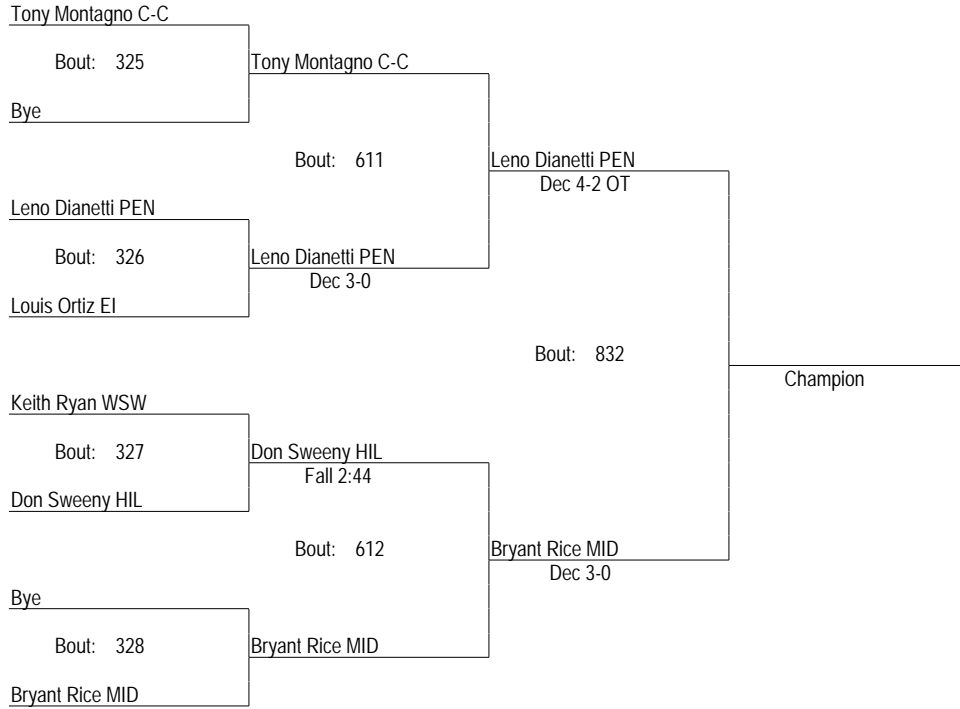 Tony Montagno C-C
Bout: 325
Tony Montagno C-C
Bye
Bout: 611
Leno Dianetti PEN
Dec 4-2 OT
Leno Dianetti PEN
Bout: 326
Leno Dianetti PEN
Dec 3-0
Louis Ortiz EI
Bout: 832
Champion
Keith Ryan WSW
Bout: 327
Don Sweeny HIL
Fall 2:44
Don Sweeny HIL
Bout: 612
Bryant Rice MID
Dec 3-0
Bye
Bout: 328
Bryant Rice MID
Bryant Rice MID